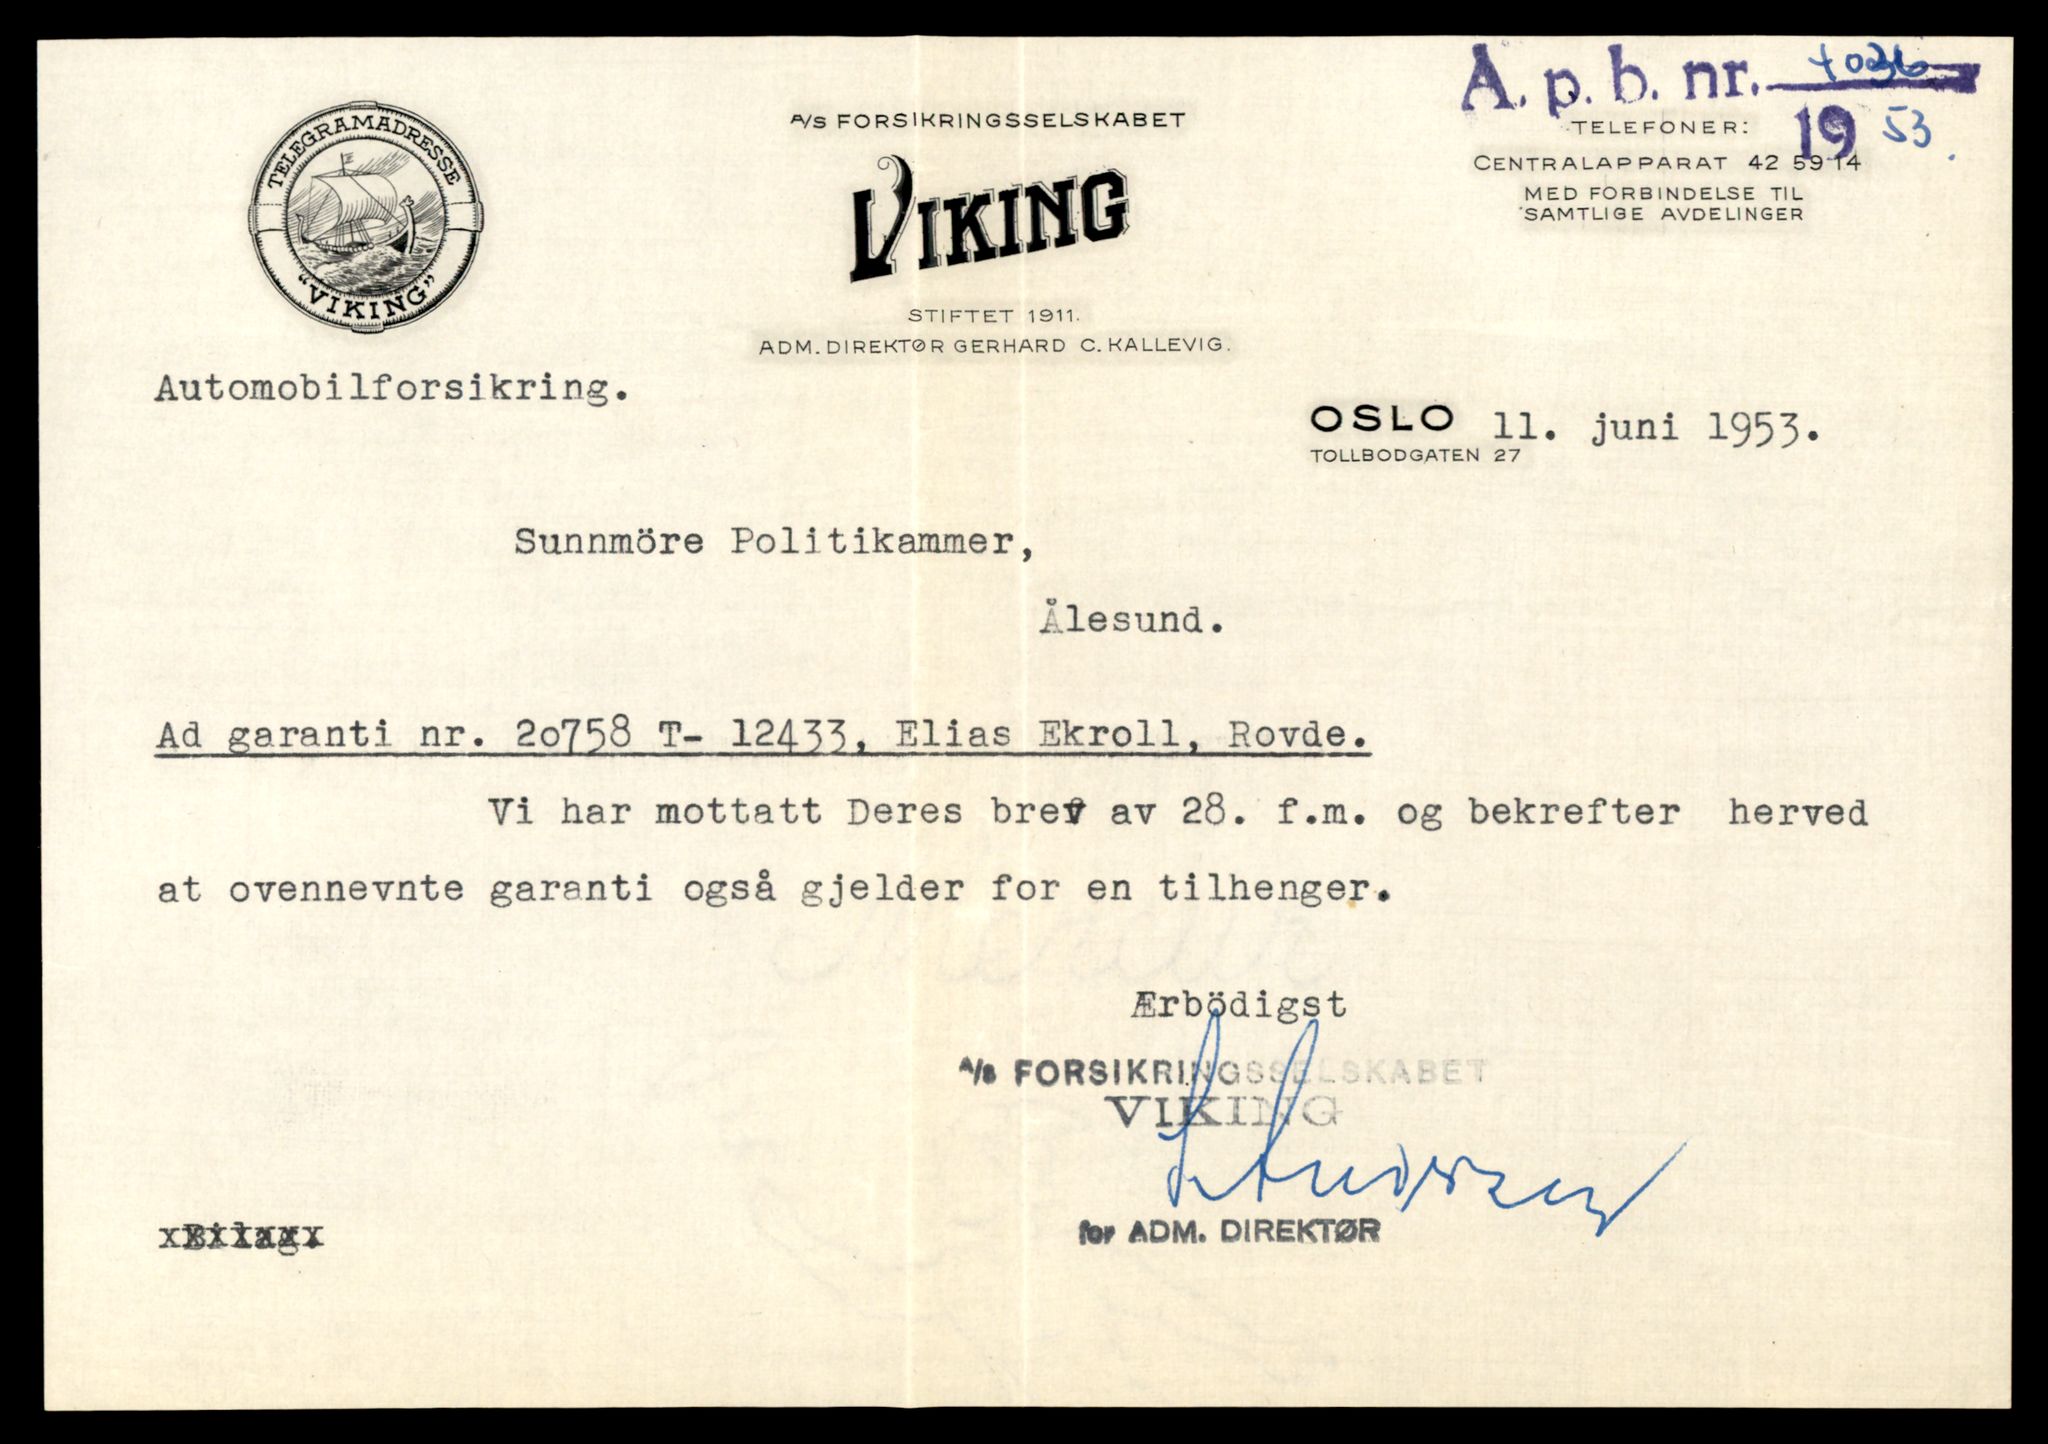 TELEGRAMADRESSE
"VIKING"
A/S FORSIKRINGSSELSKABET
VIKING
STIFTET 1911.
ADM. DIREKTØR GERHARD C. KALLEVIG.
A. p. b. nr. 4036
1953.
TELEFONER:
CENTRALAPPARAT 42 59 14
MED FORBINDELSE TIL
SAMTLIGE AVDELINGER
Automobilforsikring.
OSLO 11. juni 1953.
TOLLBODGATEN 27
Sunnmöre Politikammer,
Ålesund.
Ad garanti nr. 20758 T- 12433, Elias Ekroll, Rovde.
Vi har mottatt Deres brev av 28. f.m. og bekrefter herved
at ovennevnte garanti også gjelder for en tilhenger.
Ærbödigst
A/S FORSIKRINGSSELSKABET
VIKING
for ADM. DIREKTØR
Bilag.